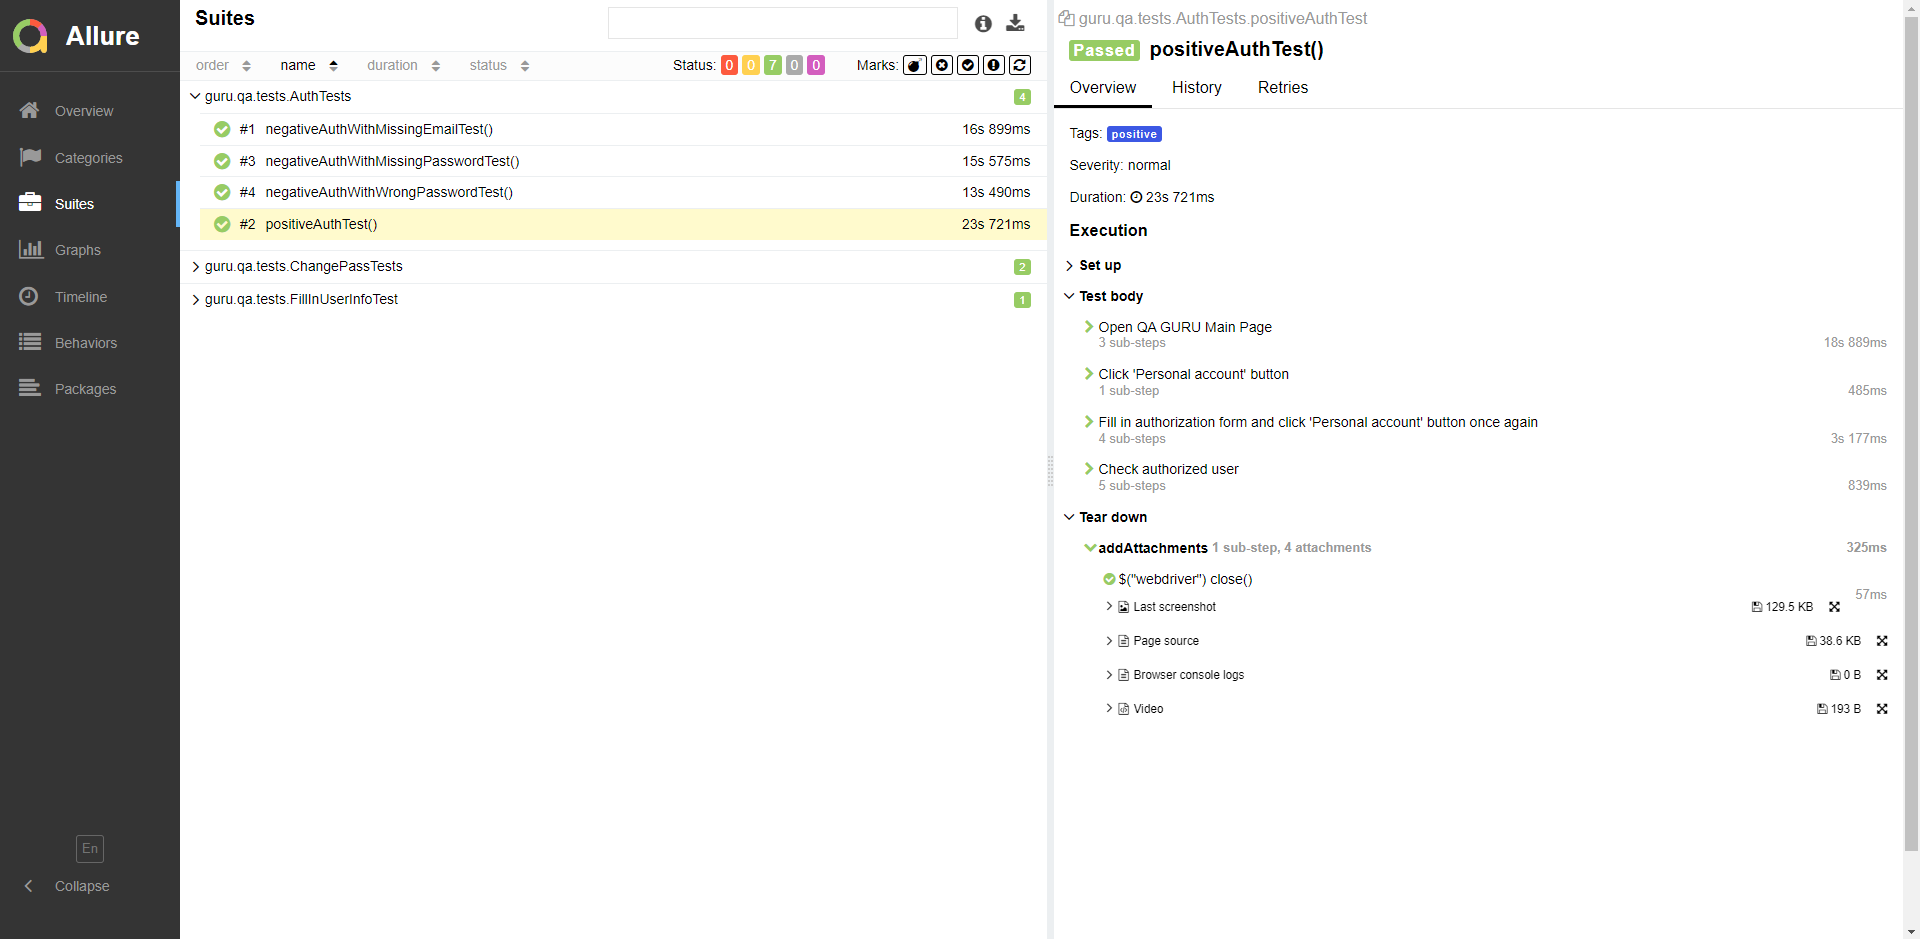 Allure
Overview
Categories
Suites
Graphs
Timeline
Behaviors
Packages
En
Collapse
Suites
order name duration status Status: 0 0 7 0 0 Marks:
guru.qa.tests.AuthTests 4
#1 negativeAuthWithMissingEmailTest() 16s 899ms
#3 negativeAuthWithMissingPasswordTest() 15s 575ms
#4 negativeAuthWithWrongPasswordTest() 13s 490ms
#2 positiveAuthTest() 23s 721ms
guru.qa.tests.ChangePassTests 2
guru.qa.tests.FillInUserInfoTest 1
guru.qa.tests.AuthTests.positiveAuthTest
Passed positiveAuthTest()
Overview History Retries
Tags: positive
Severity: normal
Duration: 23s 721ms
Execution
Set up
Test body
Open QA GURU Main Page
3 sub-steps 18s 889ms
Click 'Personal account' button
1 sub-step 485ms
Fill in authorization form and click 'Personal account' button once again
4 sub-steps 3s 177ms
Check authorized user
5 sub-steps 839ms
Tear down
addAttachments 1 sub-step, 4 attachments 325ms
$("webdriver") close()
57ms
Last screenshot 129.5 KB
Page source 38.6 KB
Browser console logs 0 B
Video 193 B